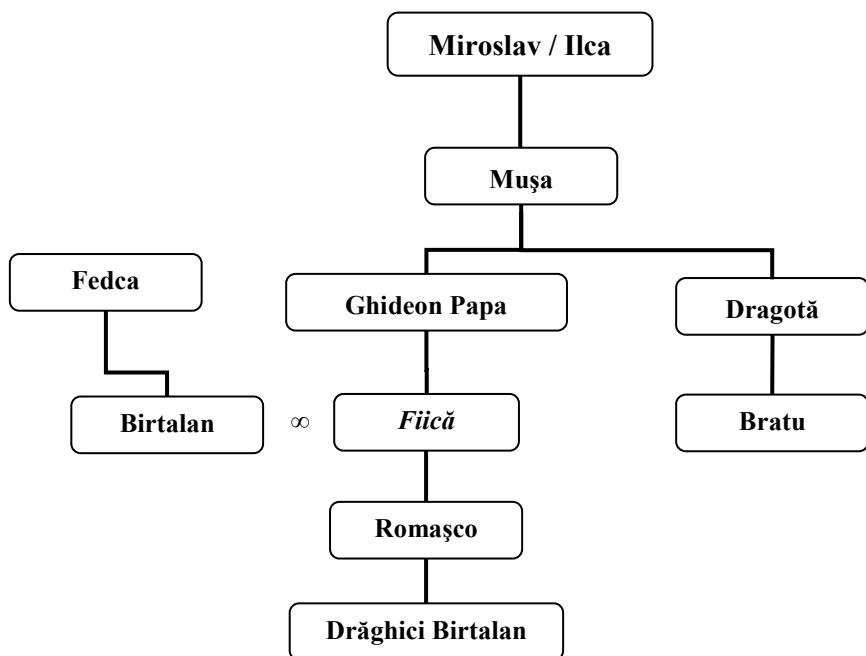 Miroslav / Ilca
Muşa
Fedca
Ghideon Papa
Dragotă
Birtalan ∞ Fiică
Bratu
Romaşco
Drăghici Birtalan